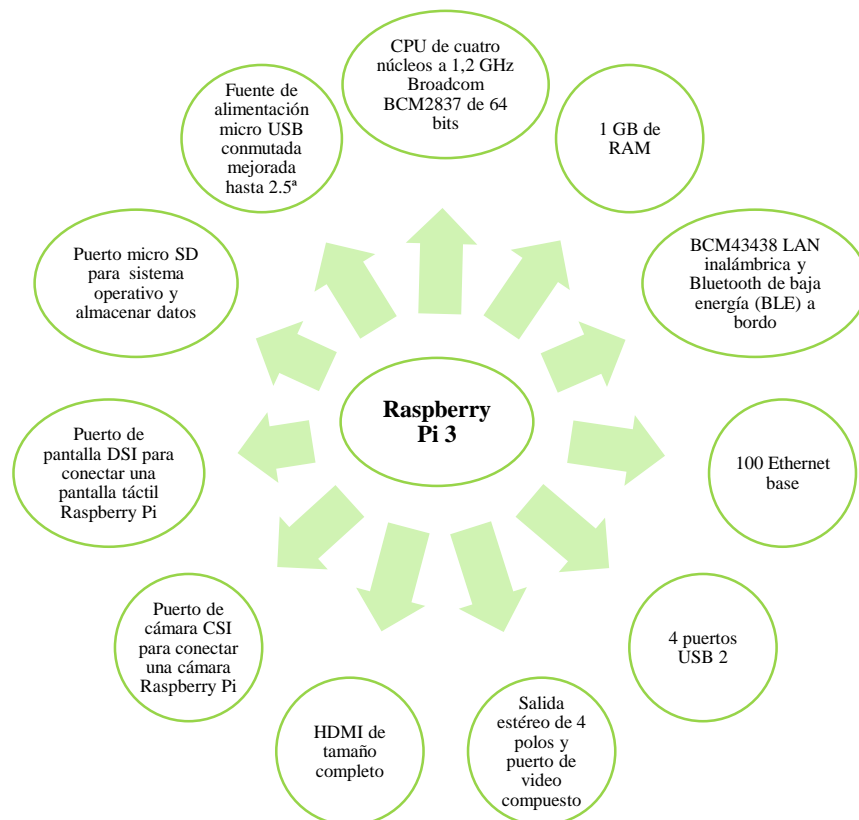 CPU de cuatro
núcleos a 1,2 GHz
Broadcom
BCM2837 de 64
bits
1 GB de
RAM
BCM43438 LAN
inalámbrica y
Bluetooth de baja
energía (BLE) a
bordo
100 Ethernet
base
4 puertos
USB 2
Salida
estéreo de 4
polos y
puerto de
video
compuesto
HDMI de
tamaño
completo
Puerto de
cámara CSI
para conectar
una cámara
Raspberry Pi
Puerto de
pantalla DSI para
conectar una
pantalla táctil
Raspberry Pi
Puerto micro SD
para sistema
operativo y
almacenar datos
Fuente de
alimentación
micro USB
conmutada
mejorada
hasta 2.5ª
Raspberry
Pi 3